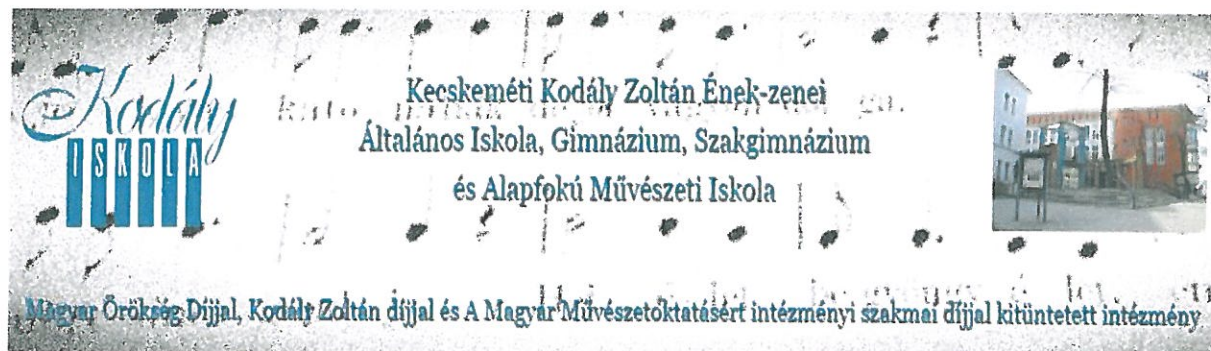 Kodály
ISKOLA
Kecskeméti Kodály Zoltán Ének-zenei
Általános Iskola, Gimnázium, Szakgimnázium
és Alapfokú Művészeti Iskola
Magyar Örökség Díjjal, Kodály Zoltán díjjal és A Magyar Művészetoktatásért intézményi szakmai díjjal kitüntetett intézmény